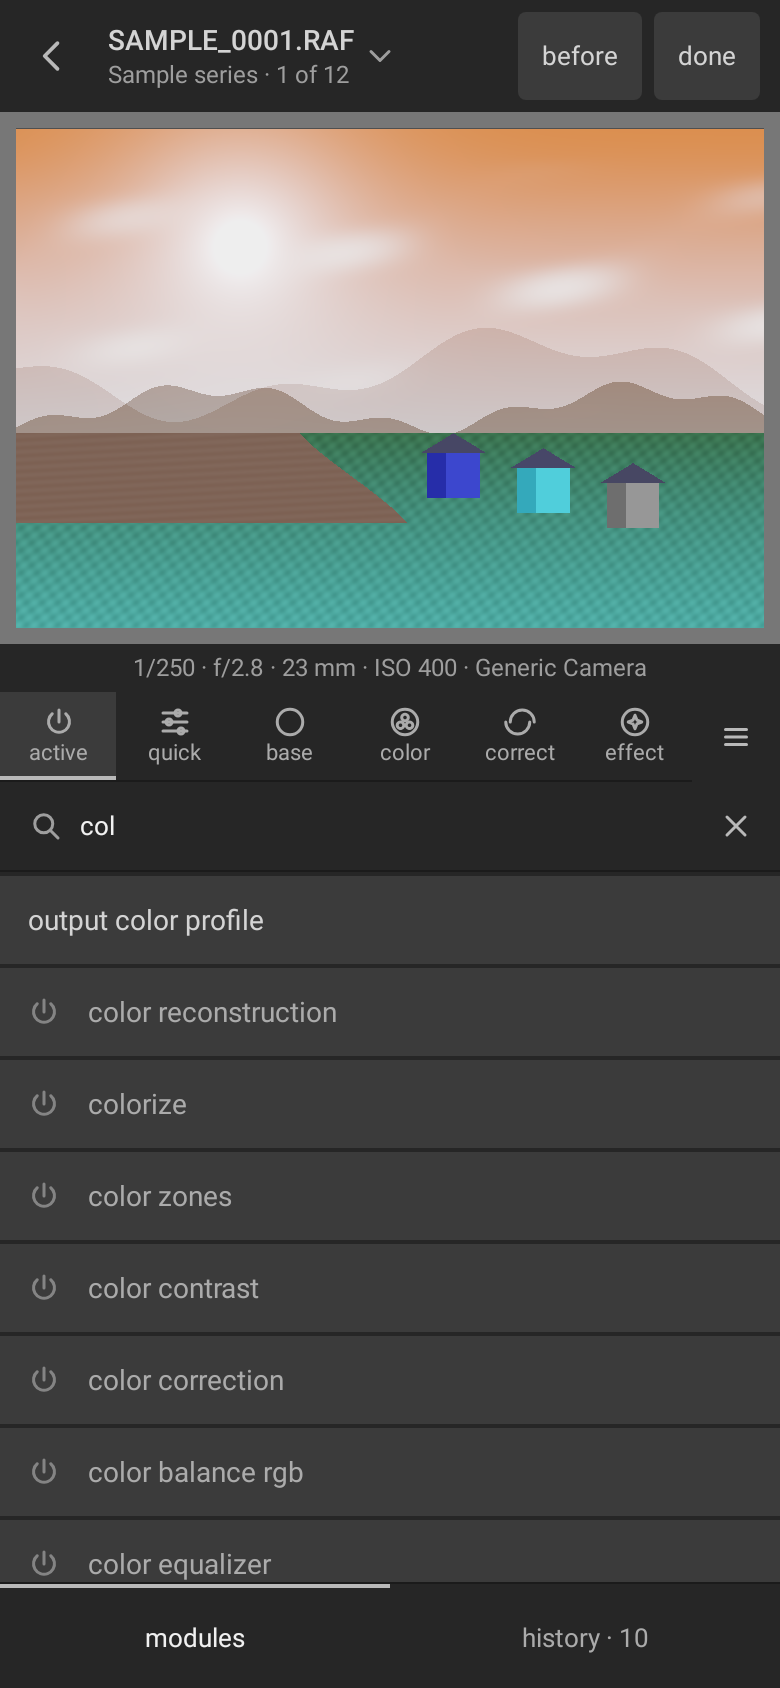 SAMPLE_0001.RAF
Sample series · 1 of 12
before
done
1/250 · f/2.8 · 23 mm · ISO 400 · Generic Camera
active
quick
base
color
correct
effect
col
output color profile
color reconstruction
colorize
color zones
color contrast
color correction
color balance rgb
color equalizer
modules
history · 10